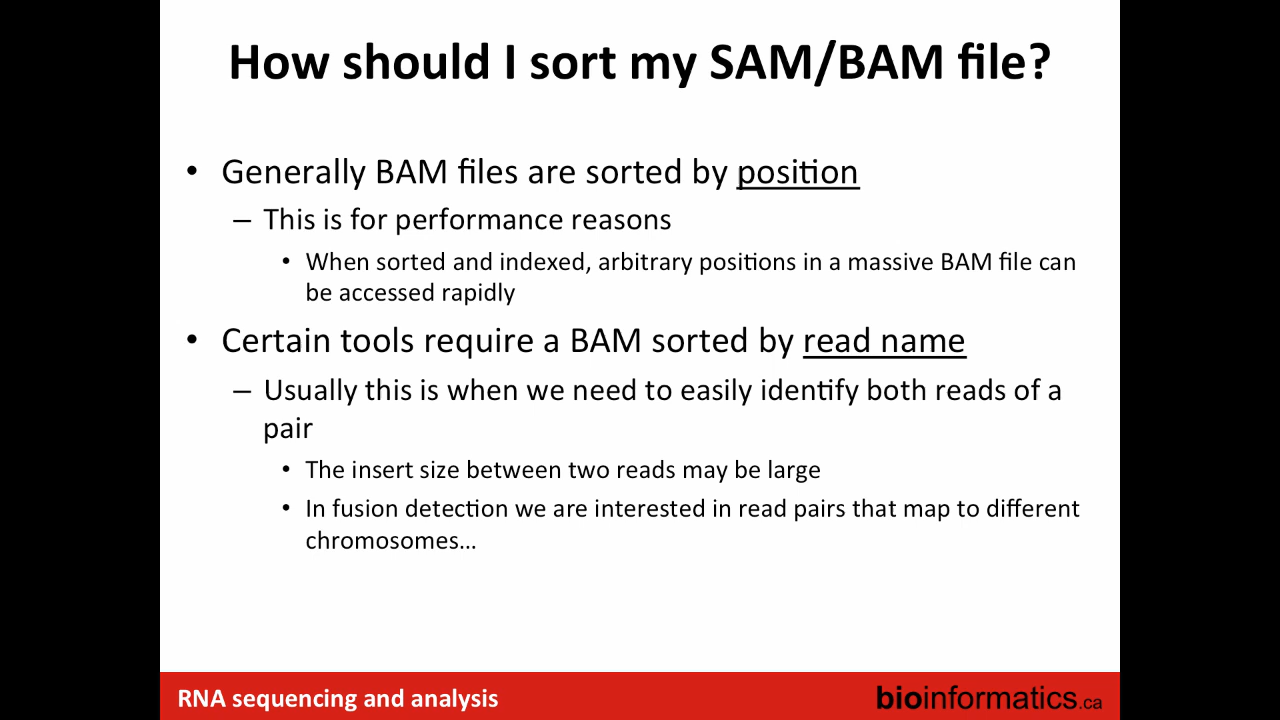 How should I sort my SAM/BAM file?
• Generally BAM files are sorted by position
– This is for performance reasons
• When sorted and indexed, arbitrary positions in a massive BAM file can
be accessed rapidly
• Certain tools require a BAM sorted by read name
– Usually this is when we need to easily identify both reads of a
pair
• The insert size between two reads may be large
• In fusion detection we are interested in read pairs that map to different
chromosomes…
RNA sequencing and analysis
bioinformatics.ca